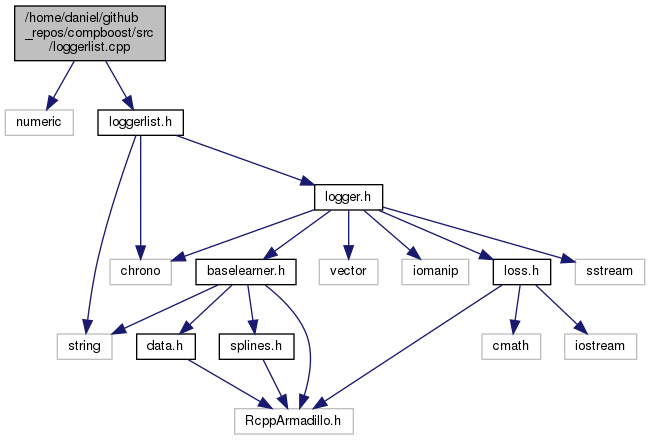 /home/daniel/github
_repos/compboost/src
/loggerlist.cpp
numeric
loggerlist.h
logger.h
chrono
baselearner.h
vector
iomanip
loss.h
sstream
string
data.h
splines.h
cmath
iostream
RcppArmadillo.h